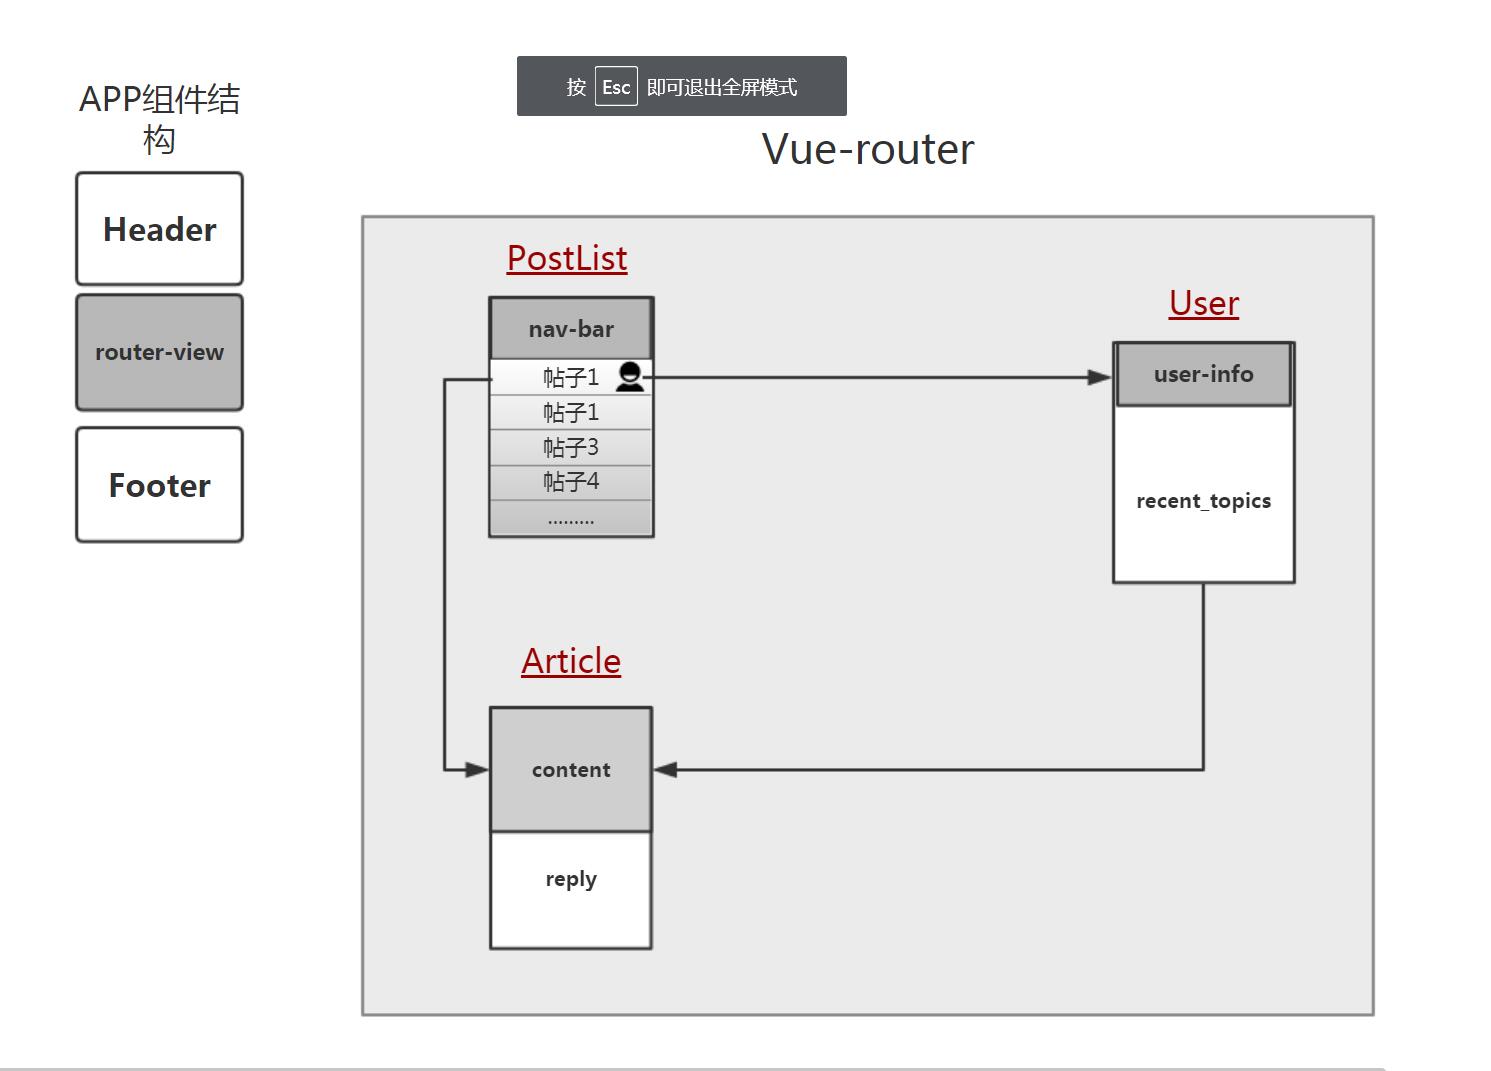 按 Esc 即可退出全屏模式
APP组件结
构
Vue-router
Header
router-view
Footer
PostList
nav-bar
帖子1
帖子1
帖子3
帖子4
.........
User
user-info
recent_topics
Article
content
reply